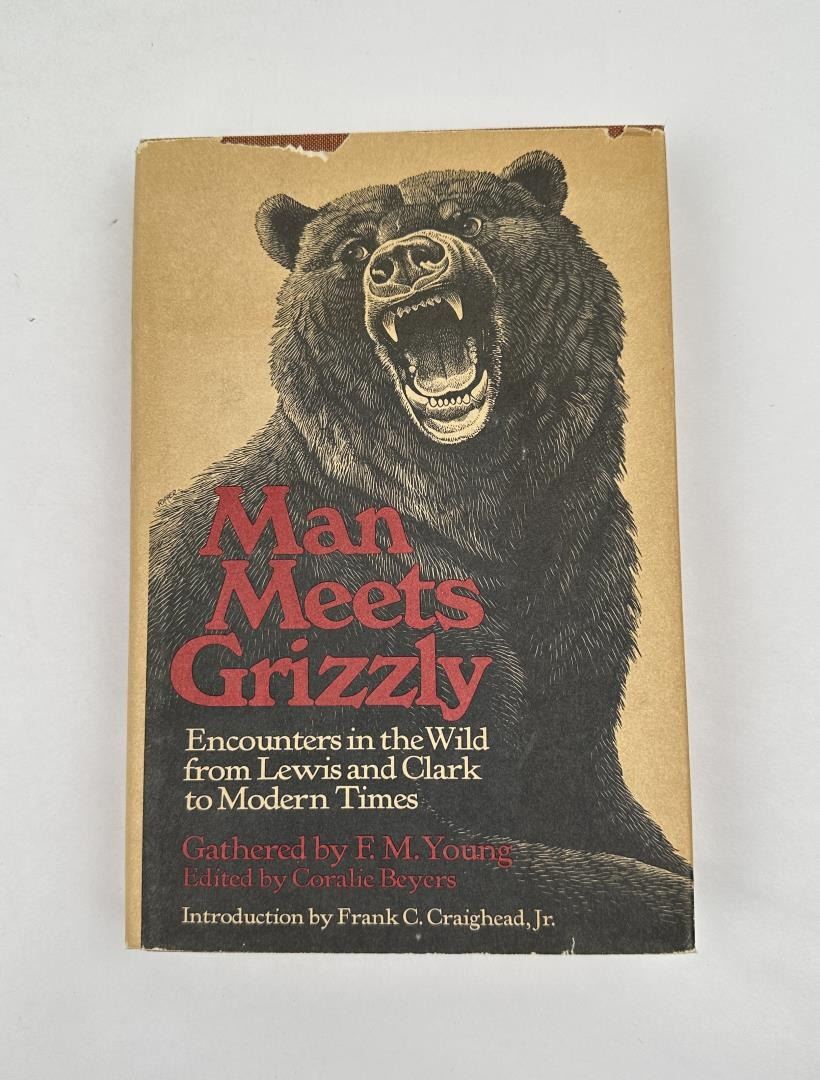 Man
Meets
Grizzly
Encounters in the Wild
from Lewis and Clark
to Modern Times
Gathered by F. M. Young
Edited by Coralie Beyers
Introduction by Frank C. Craighead, Jr.